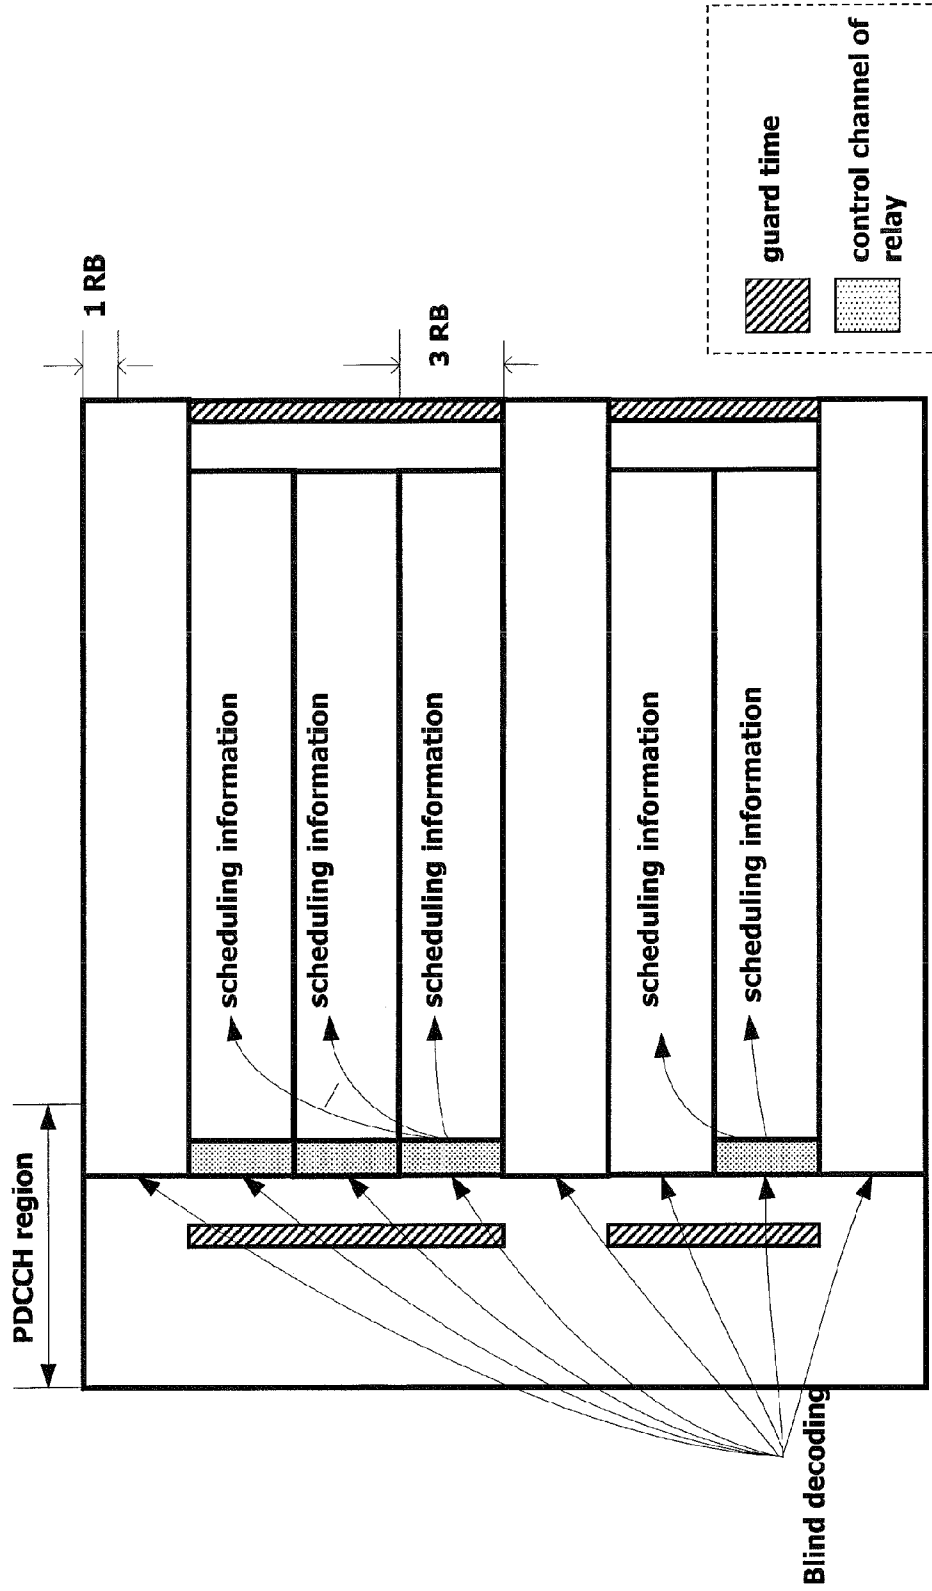 PDCCH region
1 RB
3 RB
scheduling information
scheduling information
scheduling information
scheduling information
scheduling information
Blind decoding
guard time
control channel of
relay